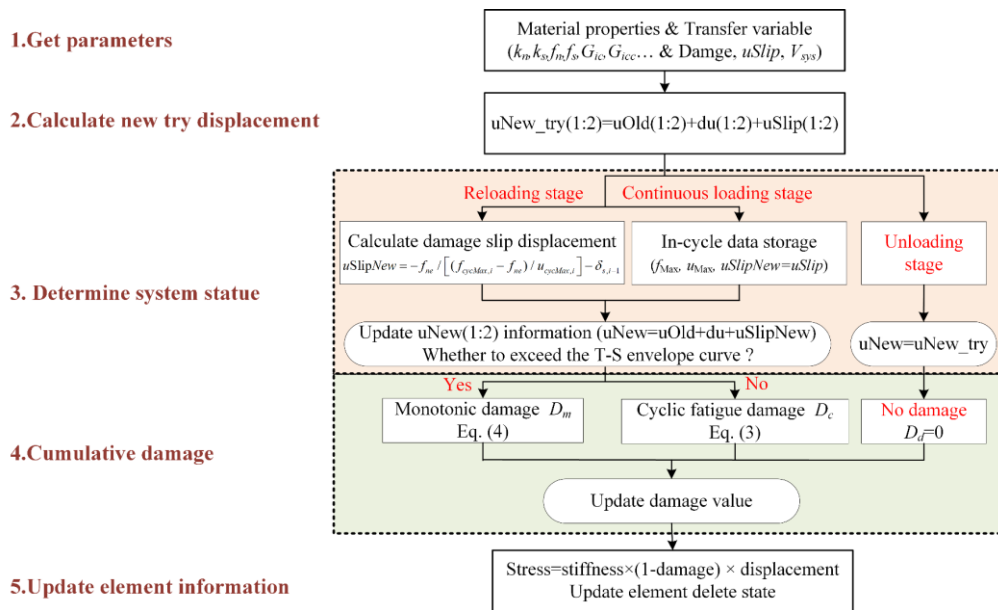 1.Get parameters
Material properties & Transfer variable
(kn,ks,fn,fs,Gic,Gicc… & Damge, uSlip, Vsys)
2.Calculate new try displacement
uNew_try(1:2)=uOld(1:2)+du(1:2)+uSlip(1:2)
Reloading stage
Continuous loading stage
Calculate damage slip displacement
uSlipNew = −fne / [(fcycMax,i − fne) / ucycMax,i] − δs,i−1
In-cycle data storage
(fMax, uMax, uSlipNew=uSlip)
Unloading
stage
3. Determine system statue
Update uNew(1:2) information (uNew=uOld+du+uSlipNew)
Whether to exceed the T-S envelope curve ?
uNew=uNew_try
Yes
No
Monotonic damage Dm
Eq. (4)
Cyclic fatigue damage Dc
Eq. (3)
No damage
Dd=0
4.Cumulative damage
Update damage value
5.Update element information
Stress=stiffness×(1-damage) × displacement
Update element delete state